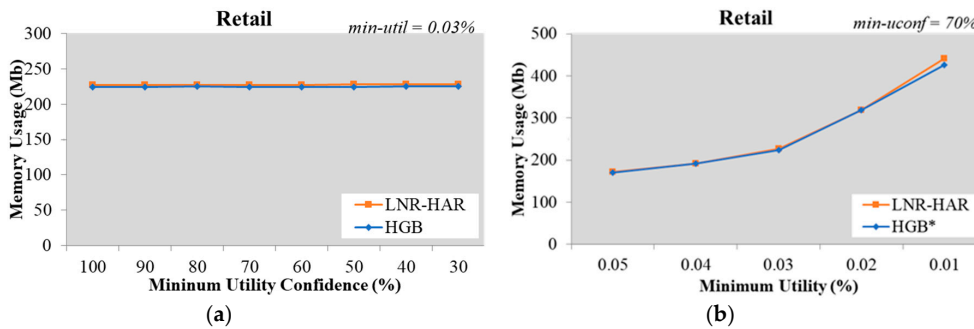 Retail
min-util = 0.03%
300
250
200
150
100
50
0
Memory Usage (Mb)
LNR-HAR
HGB
100 90 80 70 60 50 40 30
Mininum Utility Confidence (%)
(a)
Retail
min-uconf = 70%
500
400
300
200
100
0
Memory Usage (Mb)
LNR-HAR
HGB*
0.05 0.04 0.03 0.02 0.01
Minimum Utility (%)
(b)